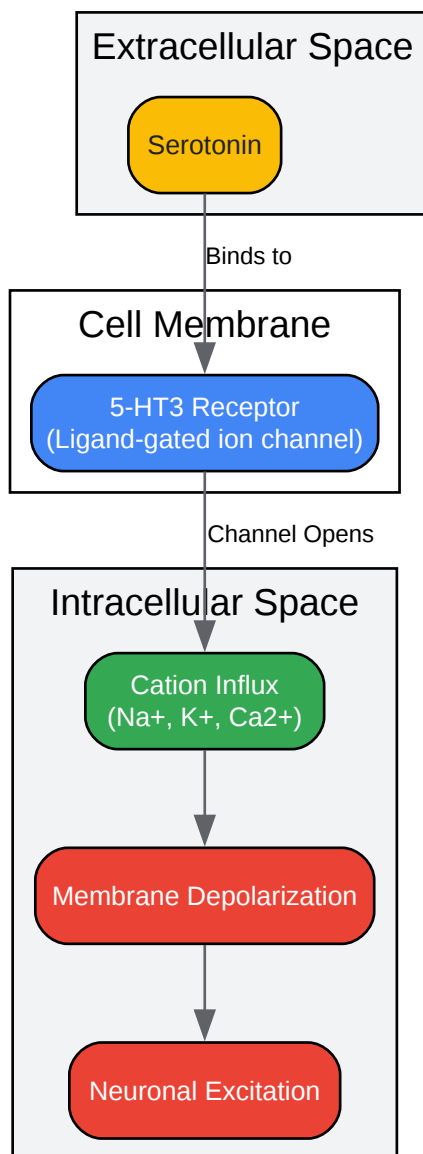 Extracellular Space
Serotonin
Binds to
Cell Membrane
5-HT3 Receptor
(Ligand-gated ion channel)
Channel Opens
Intracellular Space
Cation Influx
(Na+, K+, Ca2+)
Membrane Depolarization
Neuronal Excitation